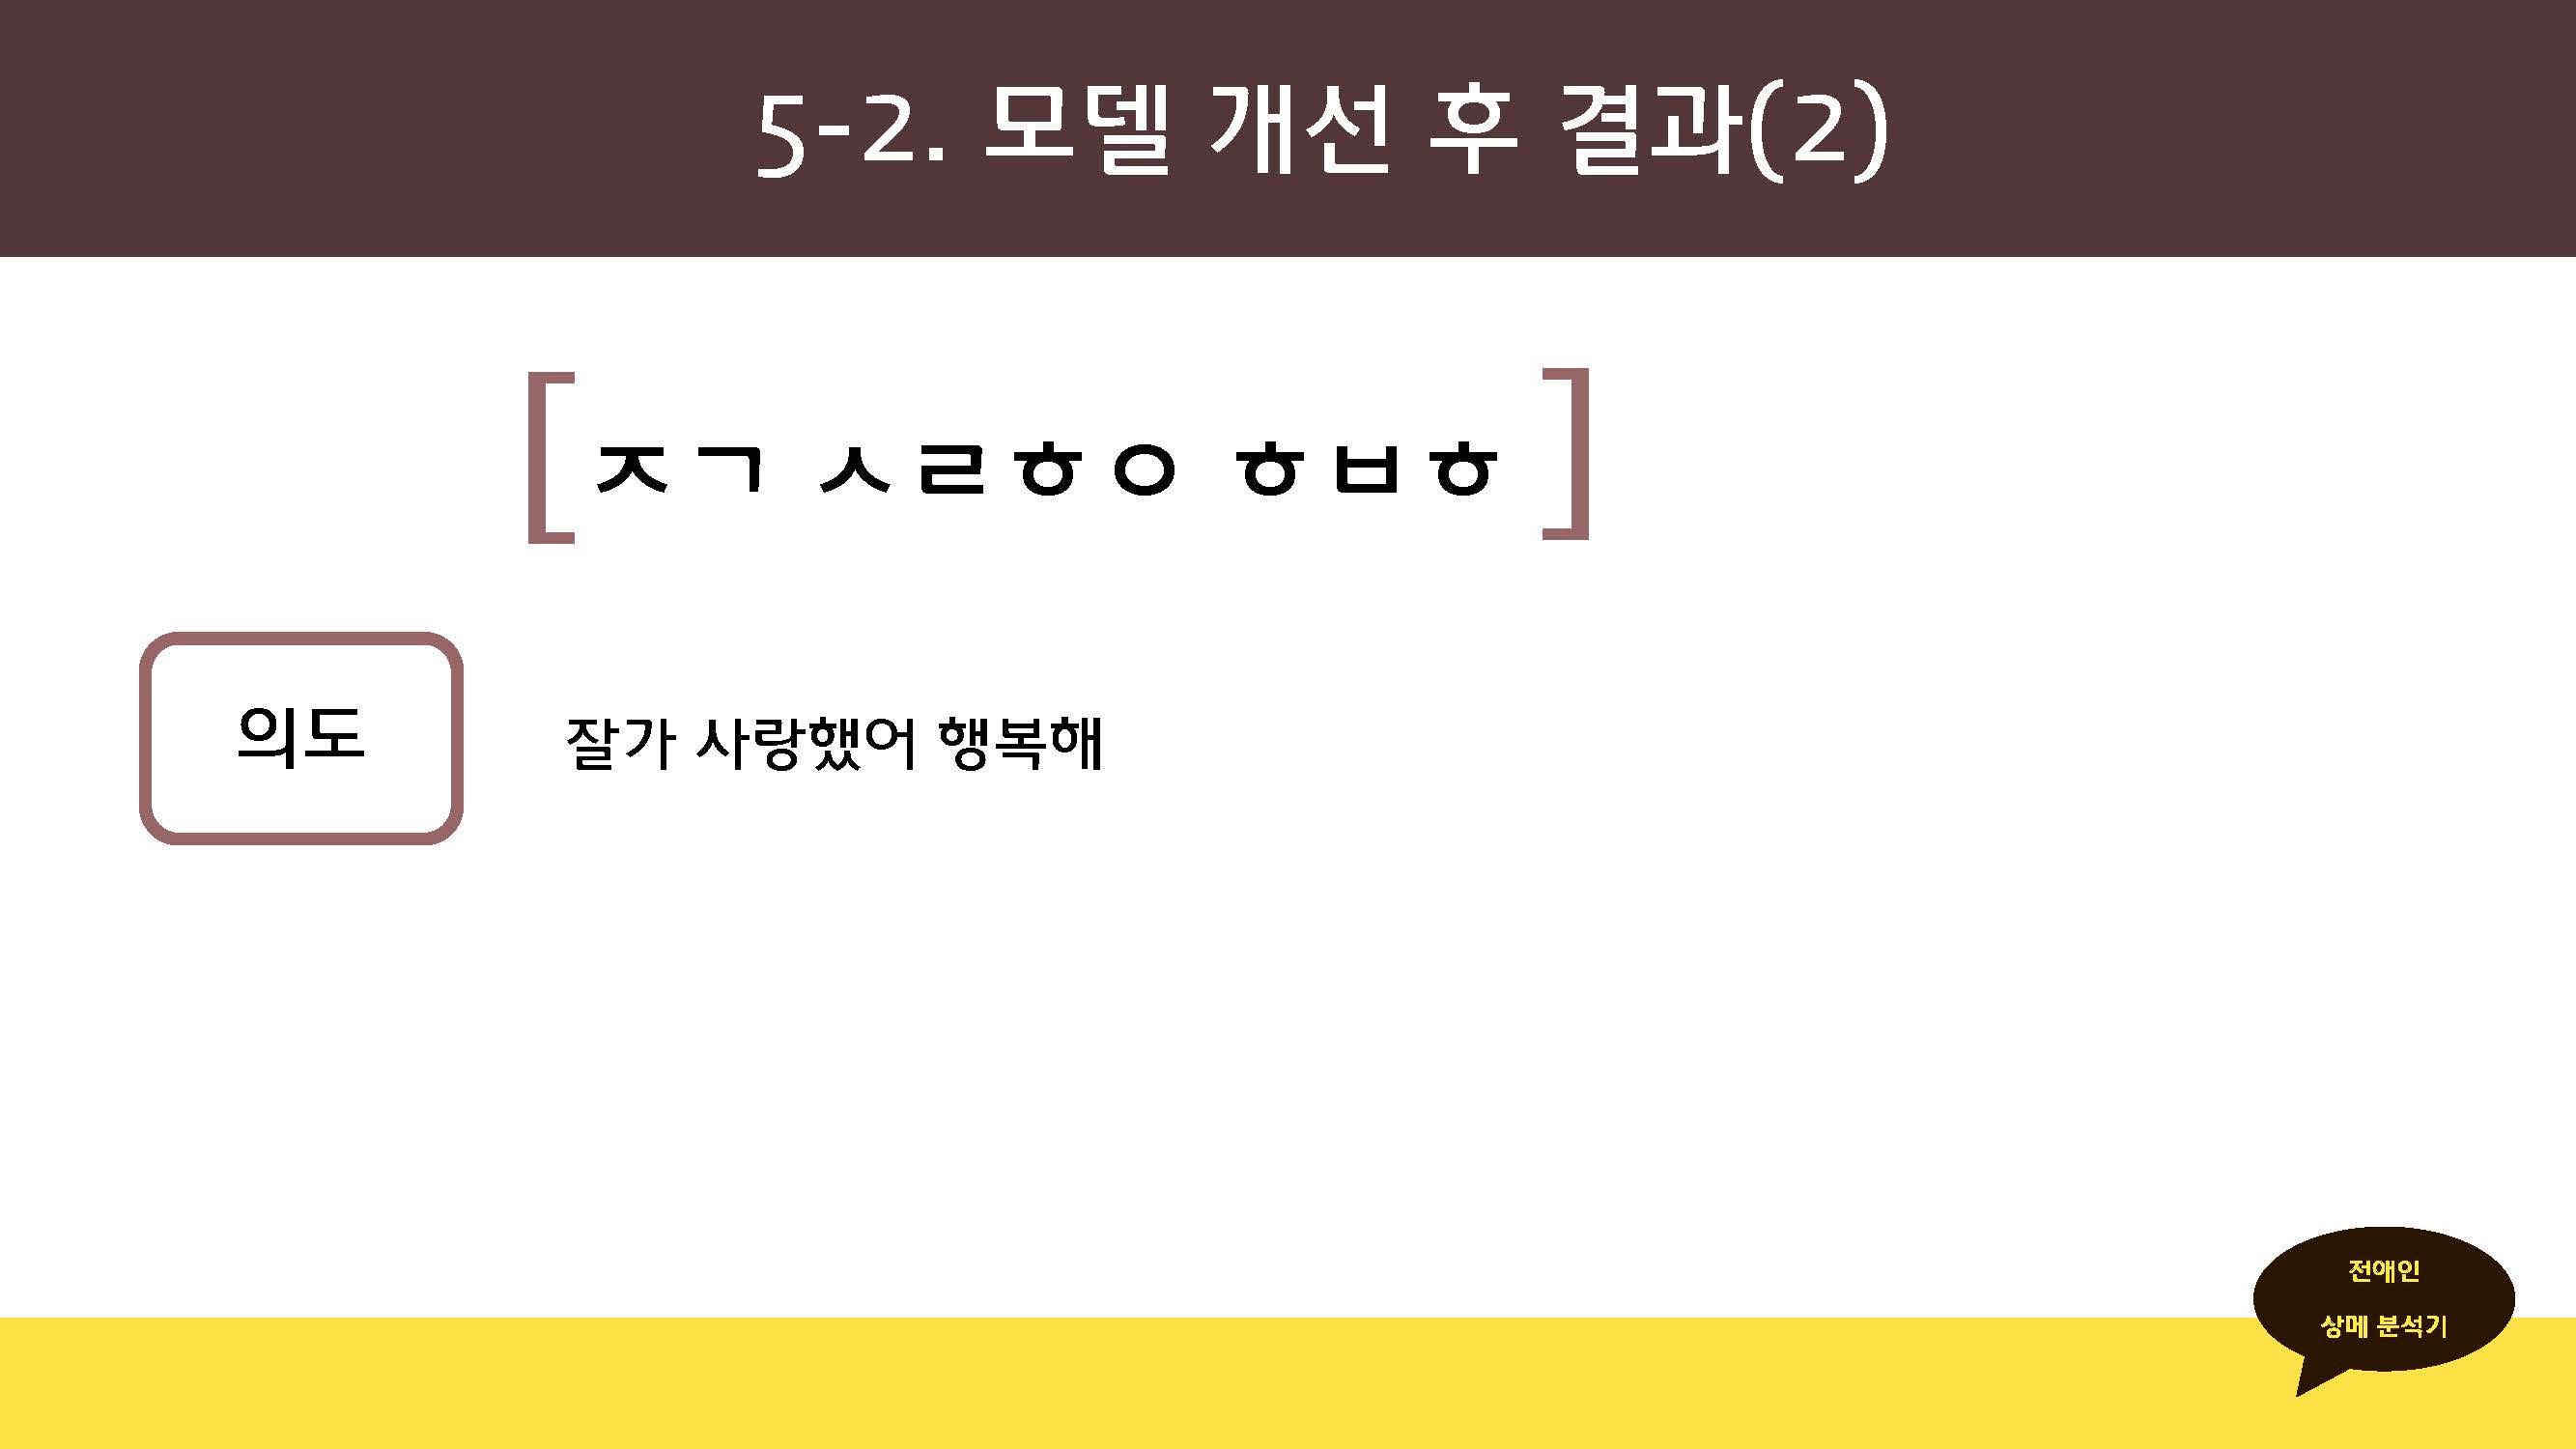 5-2. 모델 개선 후 결과(2)
[ㅈㄱ ㅅㄹㅎㅇ ㅎㅂㅎ]
의도
잘가 사랑했어 행복해
전애인
상메 분석기